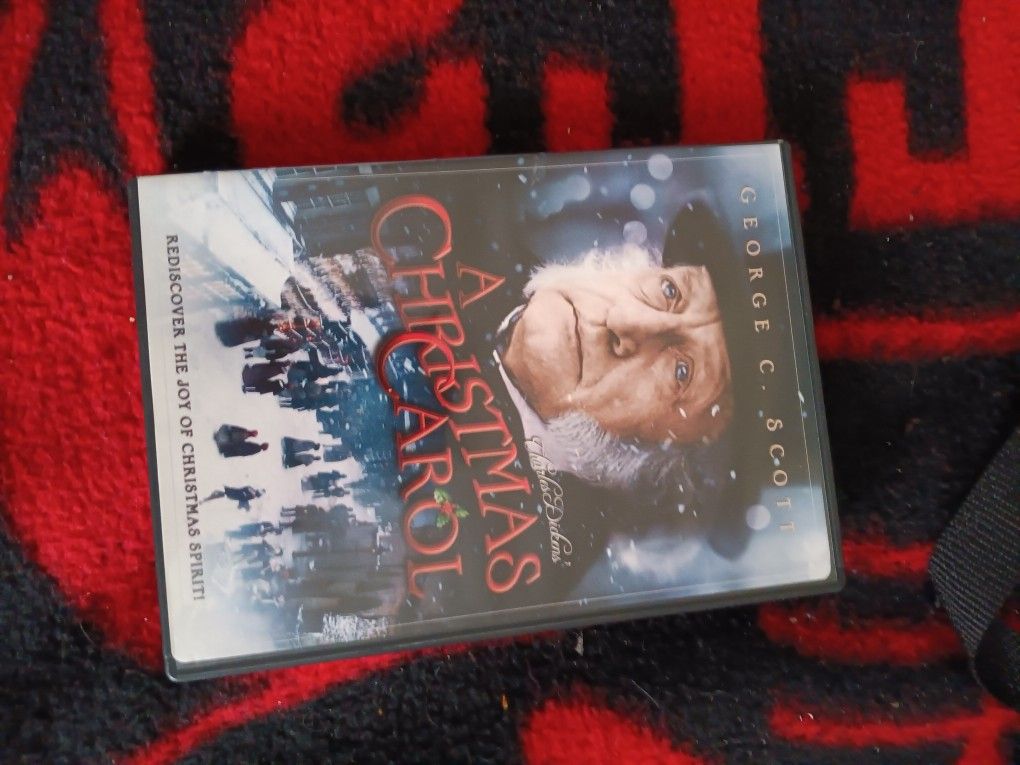 GEORGE C. SCOTT
Charles Dickens'
A
CHRISTMAS
CAROL
REDISCOVER THE JOY OF CHRISTMAS SPIRIT!